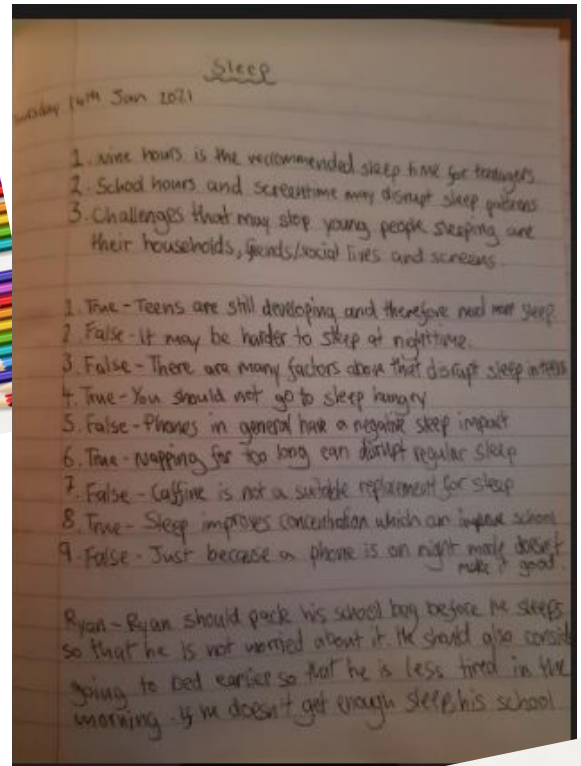 Sleep
14th Jan 2021
1. Nine hours is the reccommended sleep time for teenagers.
2. School hours and screentime may disrupt sleep patterns
3. Challenges that may stop young people sleeping are
their households, friends/social lives and screens.
1. True - Teens are still developing and therefore need more sleep.
2. False - It may be harder to sleep at nighttime.
3. False - There are many factors above that disrupt sleep in teens
4. True - You should not go to sleep hungry
5. False - Phones in general have a negative sleep impact
6. True - Napping for too long can disrupt regular sleep
7. False - Caffine is not a suitable replacement for sleep
8. True - Sleep improves concentration which can improve school
9. False - Just because a phone is on night mode doesnt
make it good.
Ryan - Ryan should pack his school bag before he sleeps
so that he is not worried about it. He should also consid
going to bed earlier so that he is less tired in the
morning. If he doesn't get enough sleep his school